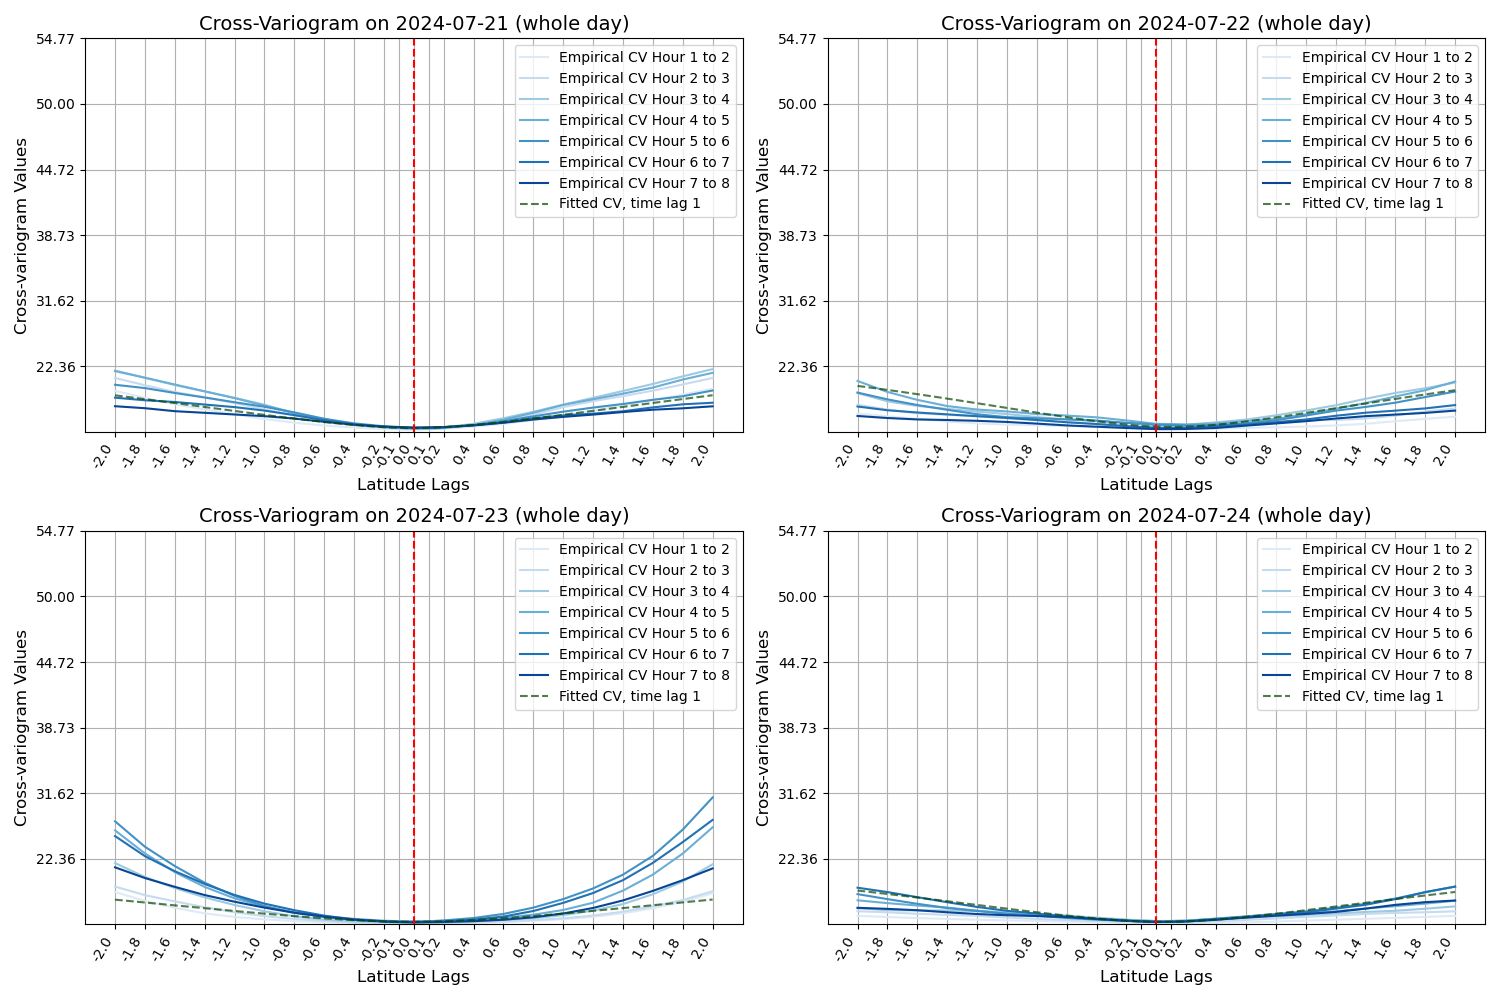 Cross-Variogram on 2024-07-21 (whole day)
Cross-variogram Values
54.77
50.00
44.72
38.73
31.62
22.36
Empirical CV Hour 1 to 2
Empirical CV Hour 2 to 3
Empirical CV Hour 3 to 4
Empirical CV Hour 4 to 5
Empirical CV Hour 5 to 6
Empirical CV Hour 6 to 7
Empirical CV Hour 7 to 8
Fitted CV, time lag 1
-2.0 -1.8 -1.6 -1.4 -1.2 -1.0 -0.8 -0.6 -0.4 -0.2 -0.1 0.0 0.1 0.2 0.4 0.6 0.8 1.0 1.2 1.4 1.6 1.8 2.0
Latitude Lags
Cross-Variogram on 2024-07-22 (whole day)
Cross-variogram Values
54.77
50.00
44.72
38.73
31.62
22.36
Empirical CV Hour 1 to 2
Empirical CV Hour 2 to 3
Empirical CV Hour 3 to 4
Empirical CV Hour 4 to 5
Empirical CV Hour 5 to 6
Empirical CV Hour 6 to 7
Empirical CV Hour 7 to 8
Fitted CV, time lag 1
-2.0 -1.8 -1.6 -1.4 -1.2 -1.0 -0.8 -0.6 -0.4 -0.2 -0.1 0.0 0.1 0.2 0.4 0.6 0.8 1.0 1.2 1.4 1.6 1.8 2.0
Latitude Lags
Cross-Variogram on 2024-07-23 (whole day)
Cross-variogram Values
54.77
50.00
44.72
38.73
31.62
22.36
Empirical CV Hour 1 to 2
Empirical CV Hour 2 to 3
Empirical CV Hour 3 to 4
Empirical CV Hour 4 to 5
Empirical CV Hour 5 to 6
Empirical CV Hour 6 to 7
Empirical CV Hour 7 to 8
Fitted CV, time lag 1
-2.0 -1.8 -1.6 -1.4 -1.2 -1.0 -0.8 -0.6 -0.4 -0.2 -0.1 0.0 0.1 0.2 0.4 0.6 0.8 1.0 1.2 1.4 1.6 1.8 2.0
Latitude Lags
Cross-Variogram on 2024-07-24 (whole day)
Cross-variogram Values
54.77
50.00
44.72
38.73
31.62
22.36
Empirical CV Hour 1 to 2
Empirical CV Hour 2 to 3
Empirical CV Hour 3 to 4
Empirical CV Hour 4 to 5
Empirical CV Hour 5 to 6
Empirical CV Hour 6 to 7
Empirical CV Hour 7 to 8
Fitted CV, time lag 1
-2.0 -1.8 -1.6 -1.4 -1.2 -1.0 -0.8 -0.6 -0.4 -0.2 -0.1 0.0 0.1 0.2 0.4 0.6 0.8 1.0 1.2 1.4 1.6 1.8 2.0
Latitude Lags